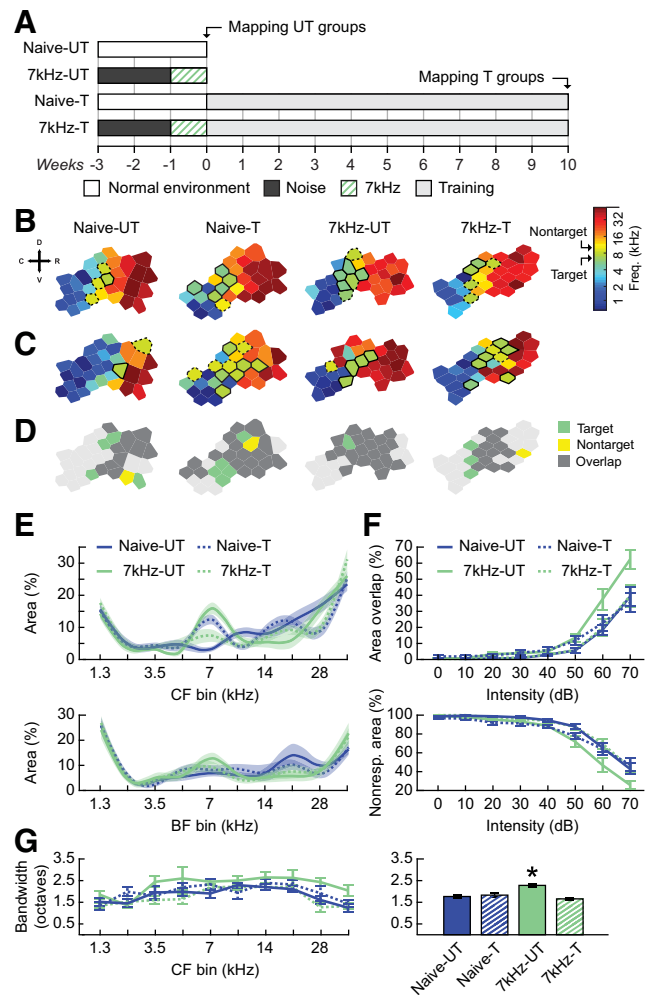 A
Mapping UT groups
Naive-UT
7kHz-UT
Mapping T groups
Naive-T
7kHz-T
Weeks -3 -2 -1 0 1 2 3 4 5 6 7 8 9 10
Normal environment Noise 7kHz Training
B Naive-UT Naive-T 7kHz-UT 7kHz-T
D
C R
V
Nontarget
Target
1 2 4 8 16 32
Freq. (kHz)
C
D
Target
Nontarget
Overlap
E
Naive-UT Naive-T
7kHz-UT 7kHz-T
Area (%)
30
20
10
0
1.3 3.5 7 14 28
CF bin (kHz)
Area (%)
30
20
10
0
1.3 3.5 7 14 28
BF bin (kHz)
F
Naive-UT Naive-T
7kHz-UT 7kHz-T
Area overlap (%)
70
60
50
40
30
20
10
0
0 10 20 30 40 50 60 70
Intensity (dB)
Nonresp. area (%)
100
80
60
40
20
0 10 20 30 40 50 60 70
Intensity (dB)
G
Bandwidth
(octaves)
3.5
2.5
1.5
0.5
1.3 3.5 7 14 28
CF bin (kHz)
3.5
2.5
1.5
0.5
*
Naive-UT
Naive-T
7kHz-UT
7kHz-T